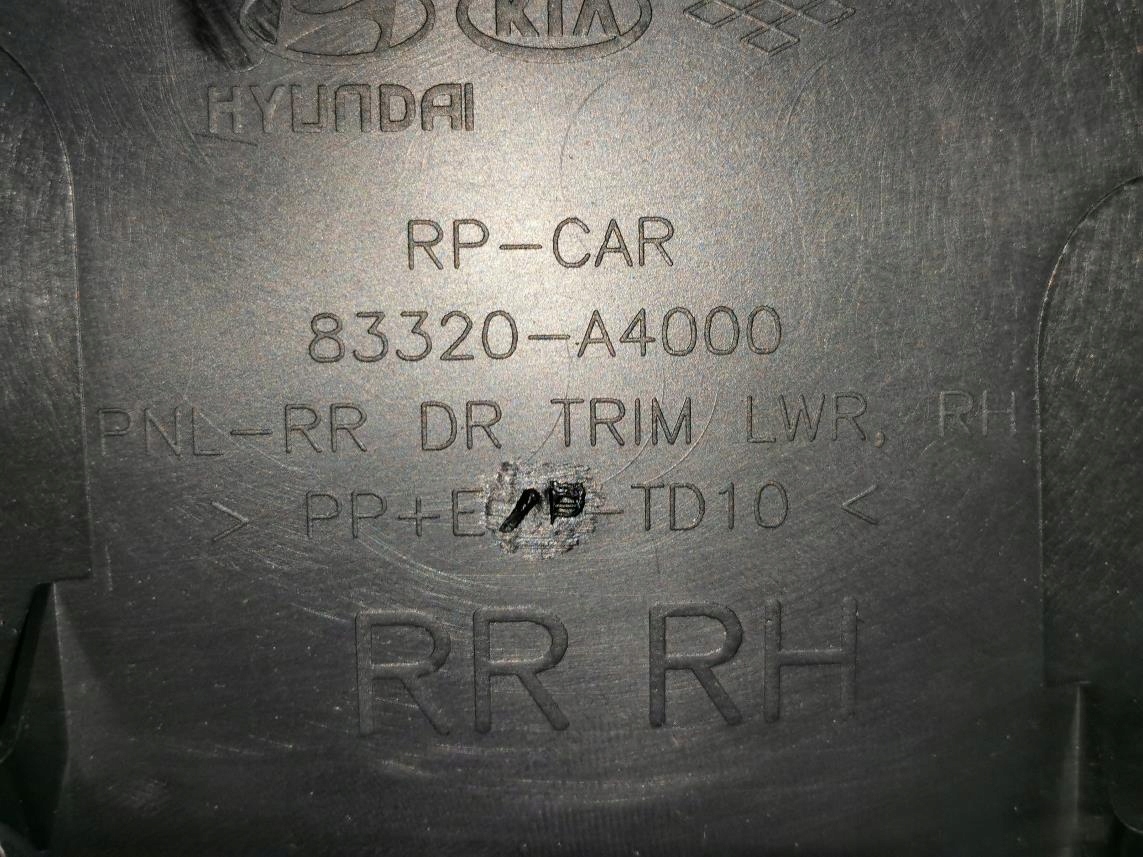 KIA
HYUNDAI
RP-CAR
83320-A4000
PNL-RR DR TRIM LWR, RH
> PP+E -TD10 <
RR RH